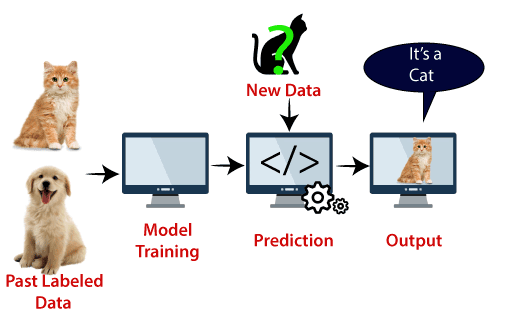 It's a
Cat
?
New Data
</>
Model
Training
Prediction
Output
Past Labeled
Data